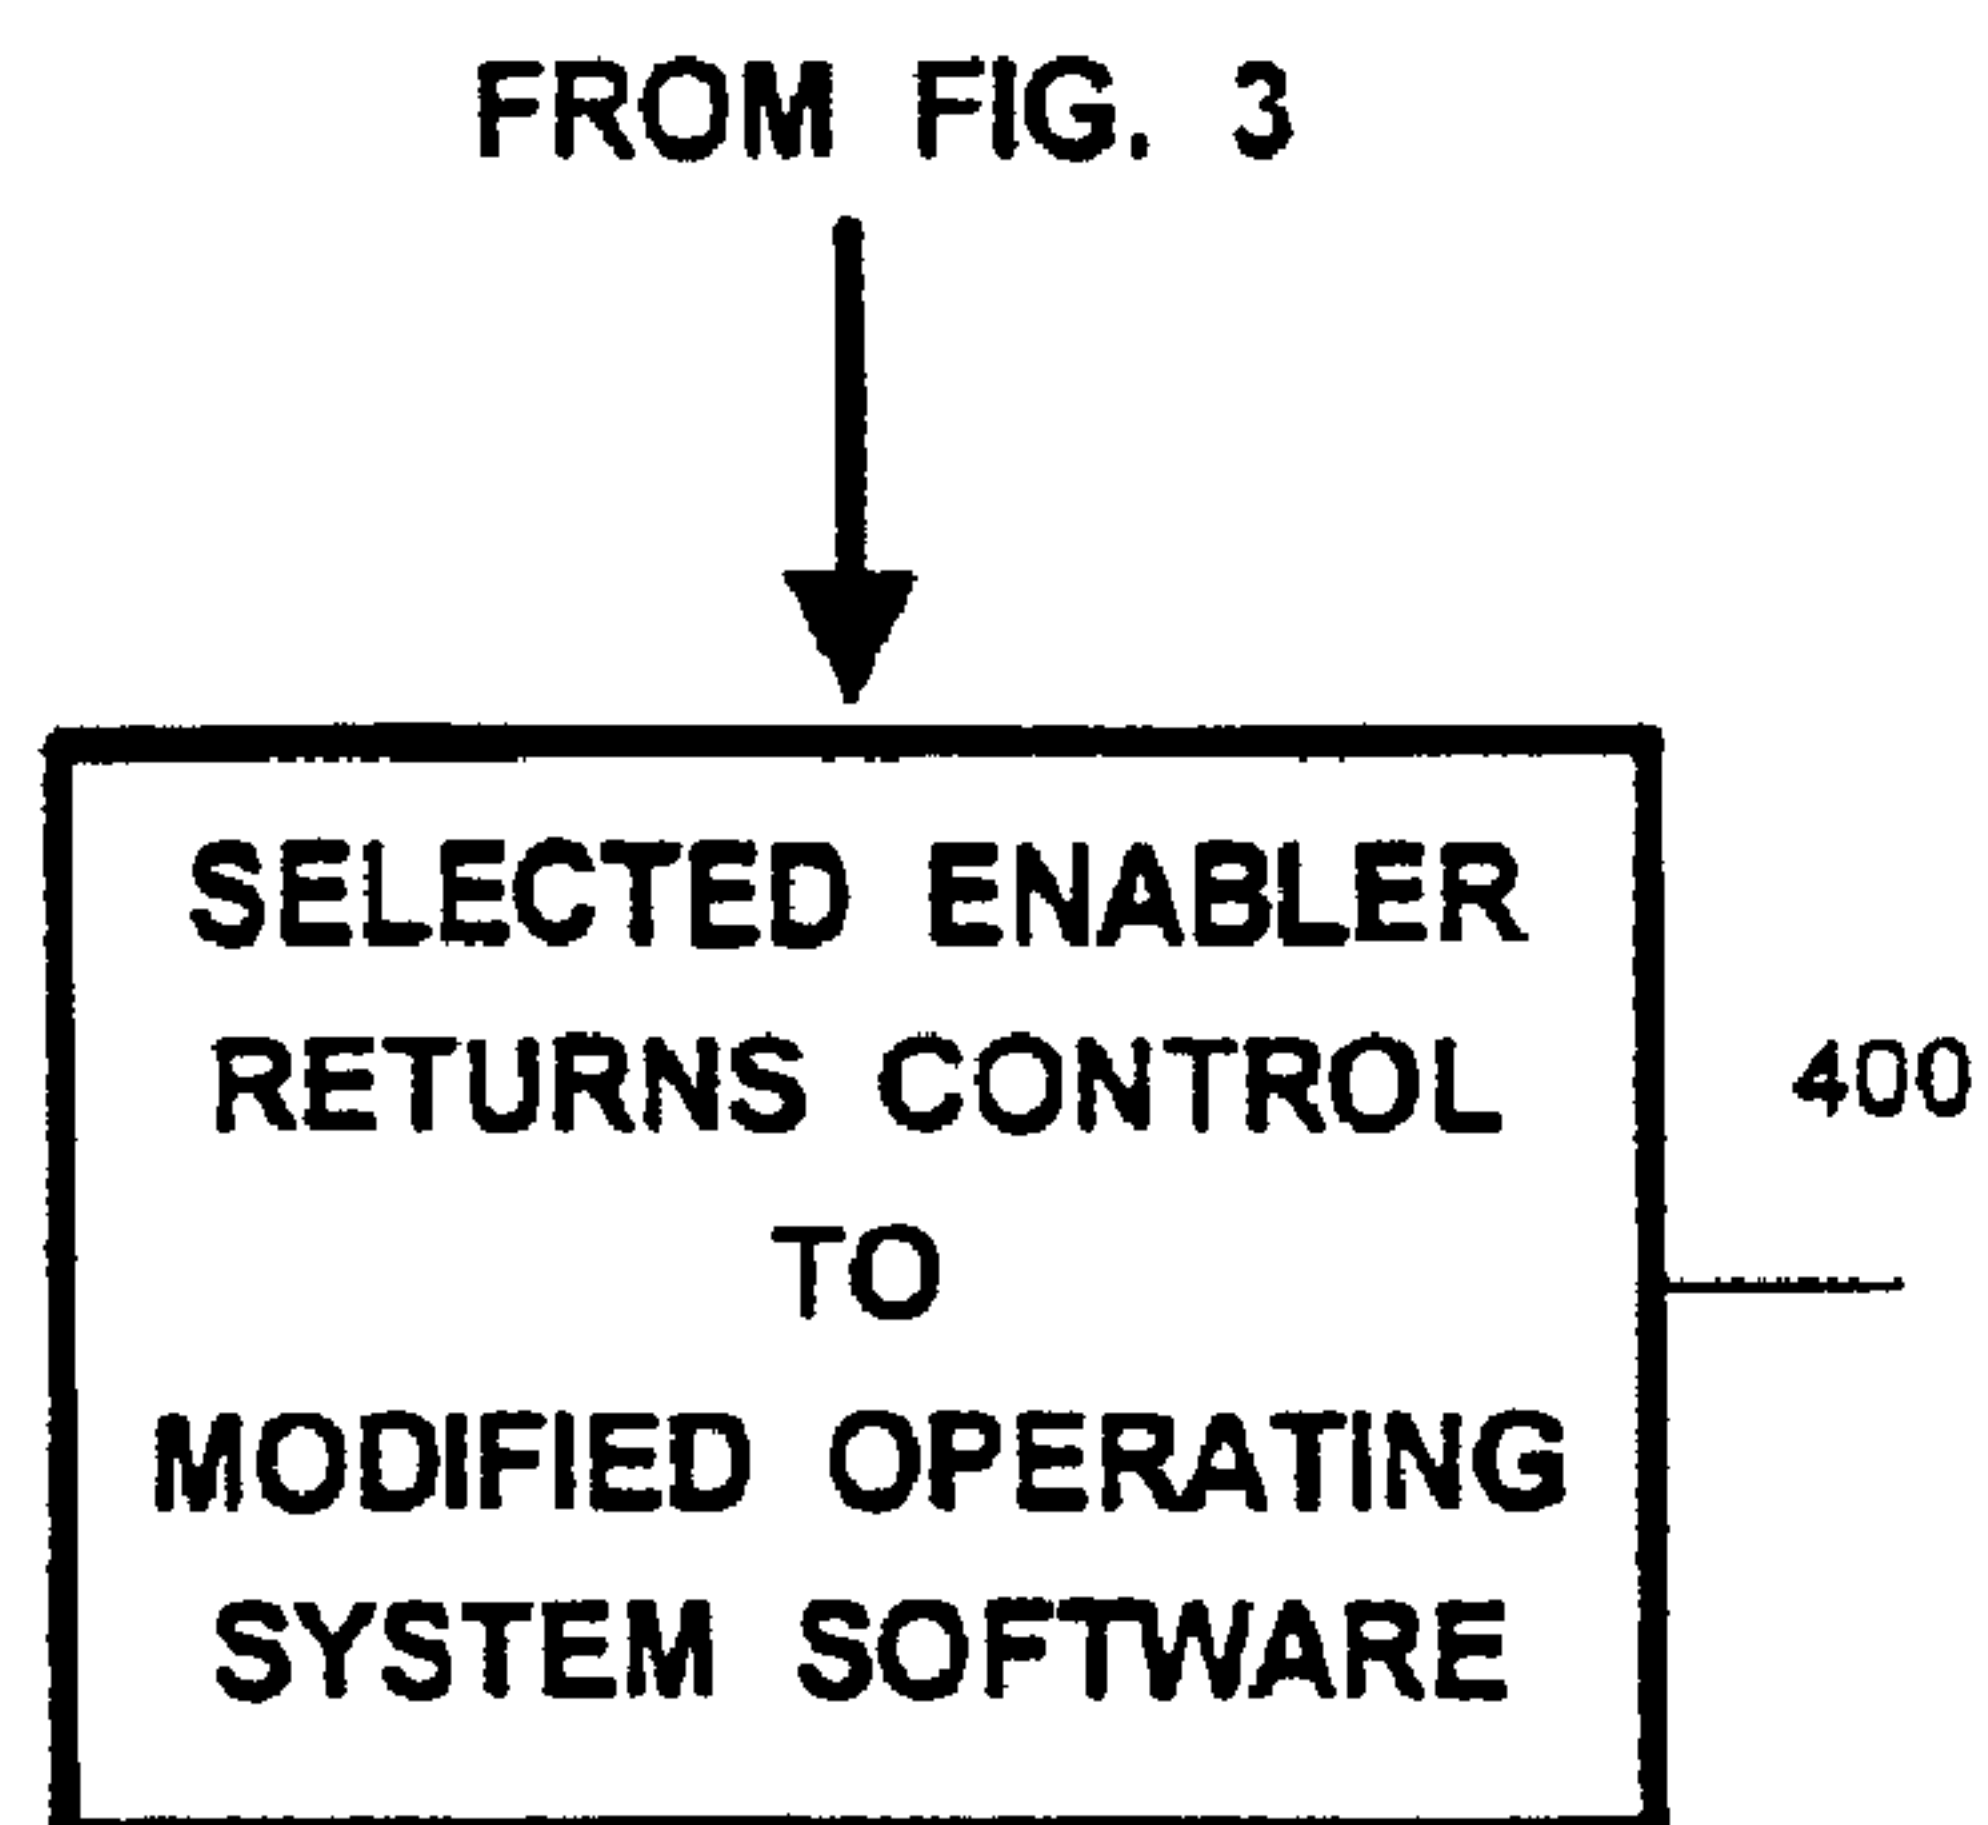 FROM FIG. 3
SELECTED ENABLER
RETURNS CONTROL
400
TO
MODIFIED OPERATING
SYSTEM SOFTWARE